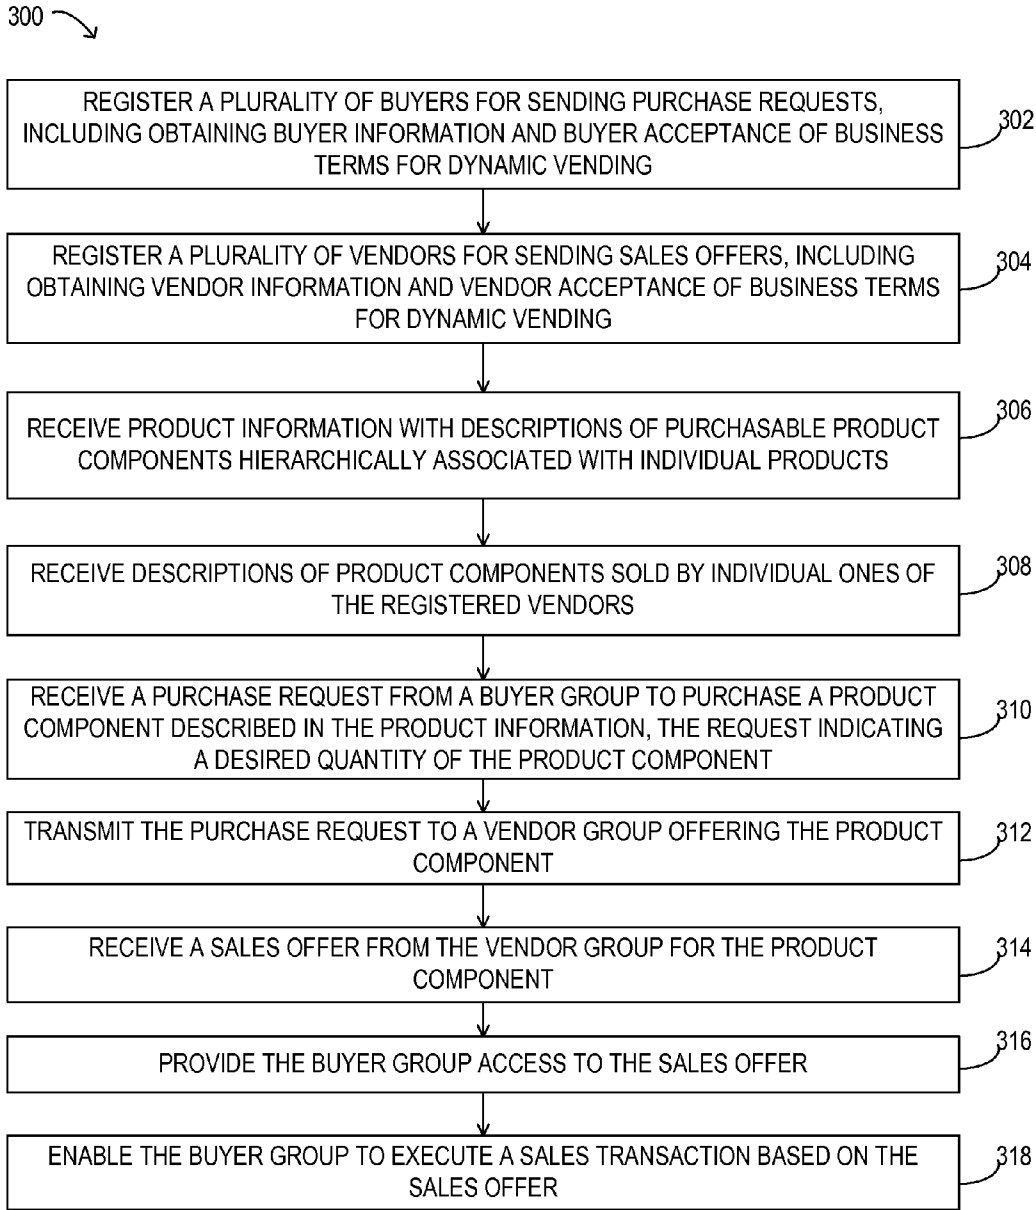 300
REGISTER A PLURALITY OF BUYERS FOR SENDING PURCHASE REQUESTS,
INCLUDING OBTAINING BUYER INFORMATION AND BUYER ACCEPTANCE OF BUSINESS
TERMS FOR DYNAMIC VENDING
302
REGISTER A PLURALITY OF VENDORS FOR SENDING SALES OFFERS, INCLUDING
OBTAINING VENDOR INFORMATION AND VENDOR ACCEPTANCE OF BUSINESS TERMS
FOR DYNAMIC VENDING
304
RECEIVE PRODUCT INFORMATION WITH DESCRIPTIONS OF PURCHASABLE PRODUCT
COMPONENTS HIERARCHICALLY ASSOCIATED WITH INDIVIDUAL PRODUCTS
306
RECEIVE DESCRIPTIONS OF PRODUCT COMPONENTS SOLD BY INDIVIDUAL ONES OF
THE REGISTERED VENDORS
308
RECEIVE A PURCHASE REQUEST FROM A BUYER GROUP TO PURCHASE A PRODUCT
COMPONENT DESCRIBED IN THE PRODUCT INFORMATION, THE REQUEST INDICATING
A DESIRED QUANTITY OF THE PRODUCT COMPONENT
310
TRANSMIT THE PURCHASE REQUEST TO A VENDOR GROUP OFFERING THE PRODUCT
COMPONENT
312
RECEIVE A SALES OFFER FROM THE VENDOR GROUP FOR THE PRODUCT
COMPONENT
314
PROVIDE THE BUYER GROUP ACCESS TO THE SALES OFFER
316
ENABLE THE BUYER GROUP TO EXECUTE A SALES TRANSACTION BASED ON THE
SALES OFFER
318